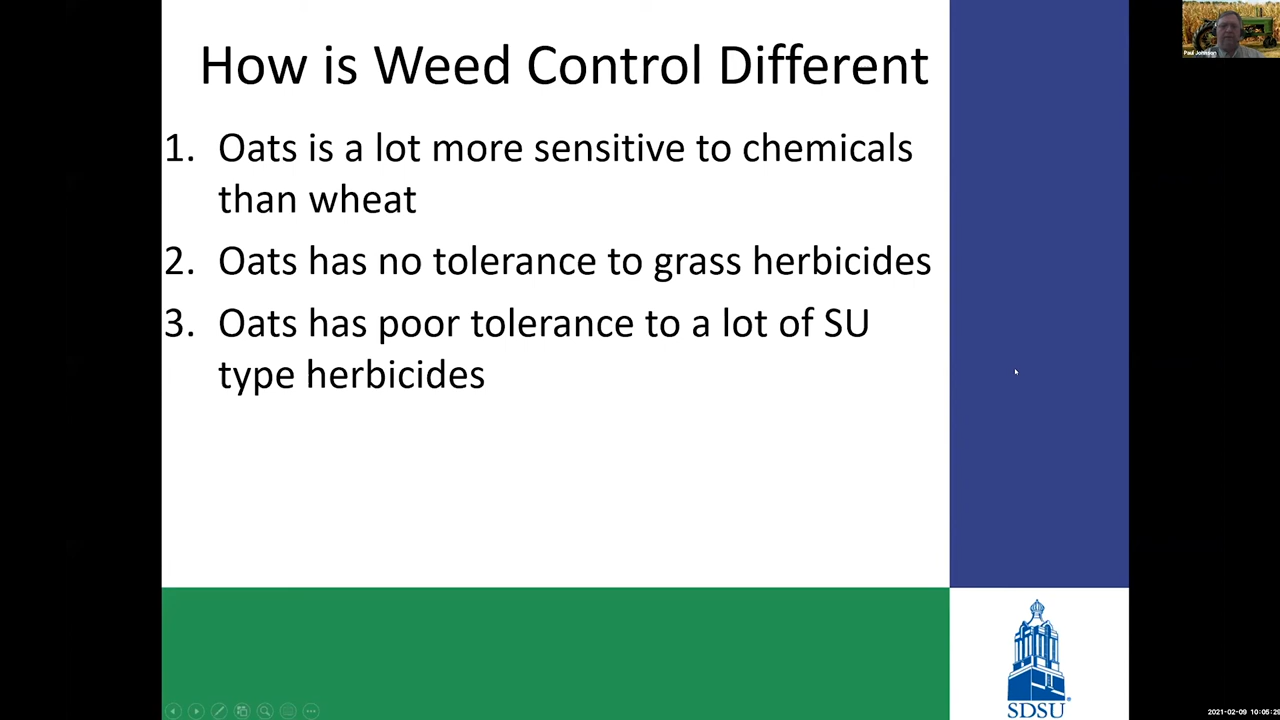 How is Weed Control Different
1. Oats is a lot more sensitive to chemicals
than wheat
2. Oats has no tolerance to grass herbicides
3. Oats has poor tolerance to a lot of SU
type herbicides
Paul Johnson
SDSU
2021-02-09 10:05:29